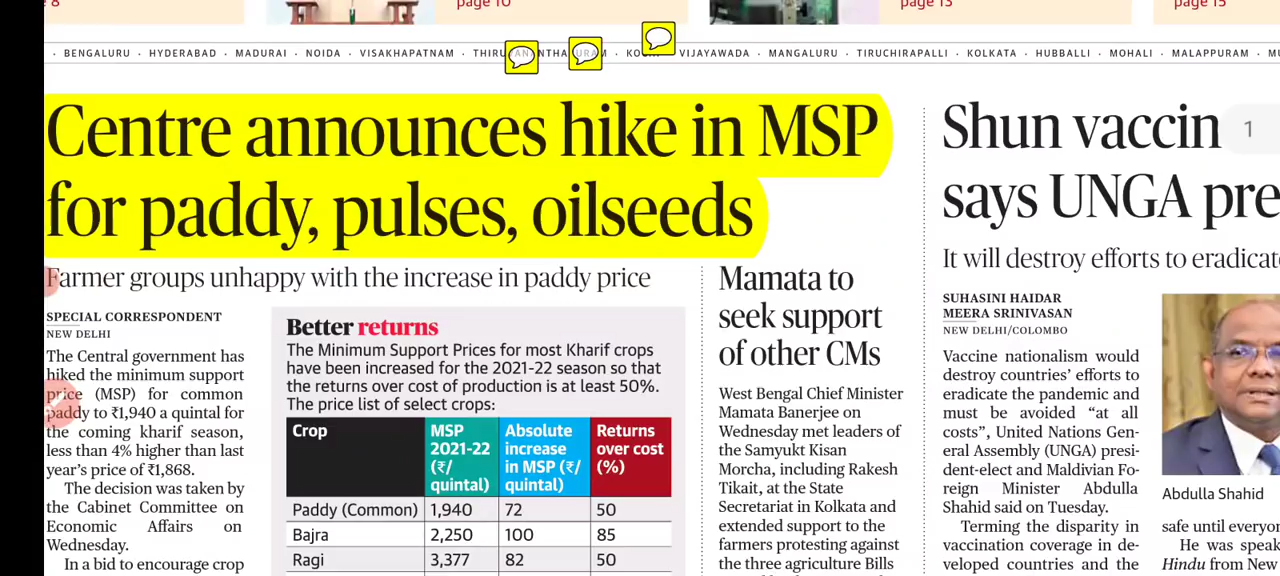 page 10
page 13
page 15
· BENGALURU · HYDERABAD · MADURAI · NOIDA · VISAKHAPATNAM · · VIJAYAWADA · MANGALURU · TIRUCHIRAPALLI · KOLKATA · HUBBALLI · MOHALI · MALAPPURAM ·
Centre announces hike in MSP
for paddy, pulses, oilseeds
Farmer groups unhappy with the increase in paddy price
SPECIAL CORRESPONDENT
NEW DELHI
The Central government has
hiked the minimum support
price (MSP) for common
paddy to ₹1,940 a quintal for
the coming kharif season,
less than 4% higher than last
year's price of ₹1,868.
The decision was taken by
the Cabinet Committee on
Economic Affairs on
Wednesday.
In a bid to encourage crop
Better returns
The Minimum Support Prices for most Kharif crops
have been increased for the 2021-22 season so that
the returns over cost of production is at least 50%.
The price list of select crops:
Crop
MSP
2021-22
(₹/
quintal)
Absolute
increase
in MSP (₹/
quintal)
Returns
over cost
(%)
Paddy (Common) 1,940 72 50
Bajra 2,250 100 85
Ragi 3,377 82 50
Mamata to
seek support
of other CMs
West Bengal Chief Minister
Mamata Banerjee on
Wednesday met leaders of
the Samyukt Kisan
Morcha, including Rakesh
Tikait, at the State
Secretariat in Kolkata and
extended support to the
farmers protesting against
the three agriculture Bills
Shun vaccin
1
says UNGA pre
It will destroy efforts to eradicat
SUHASINI HAIDAR
MEERA SRINIVASAN
NEW DELHI/COLOMBO
Vaccine nationalism would
destroy countries' efforts to
eradicate the pandemic and
must be avoided "at all
costs", United Nations Gen-
eral Assembly (UNGA) presi-
dent-elect and Maldivian Fo-
reign Minister Abdulla
Shahid said on Tuesday.
Terming the disparity in
vaccination coverage in de-
veloped countries and the
Abdulla Shahid
safe until everyon
He was speak
Hindu from New